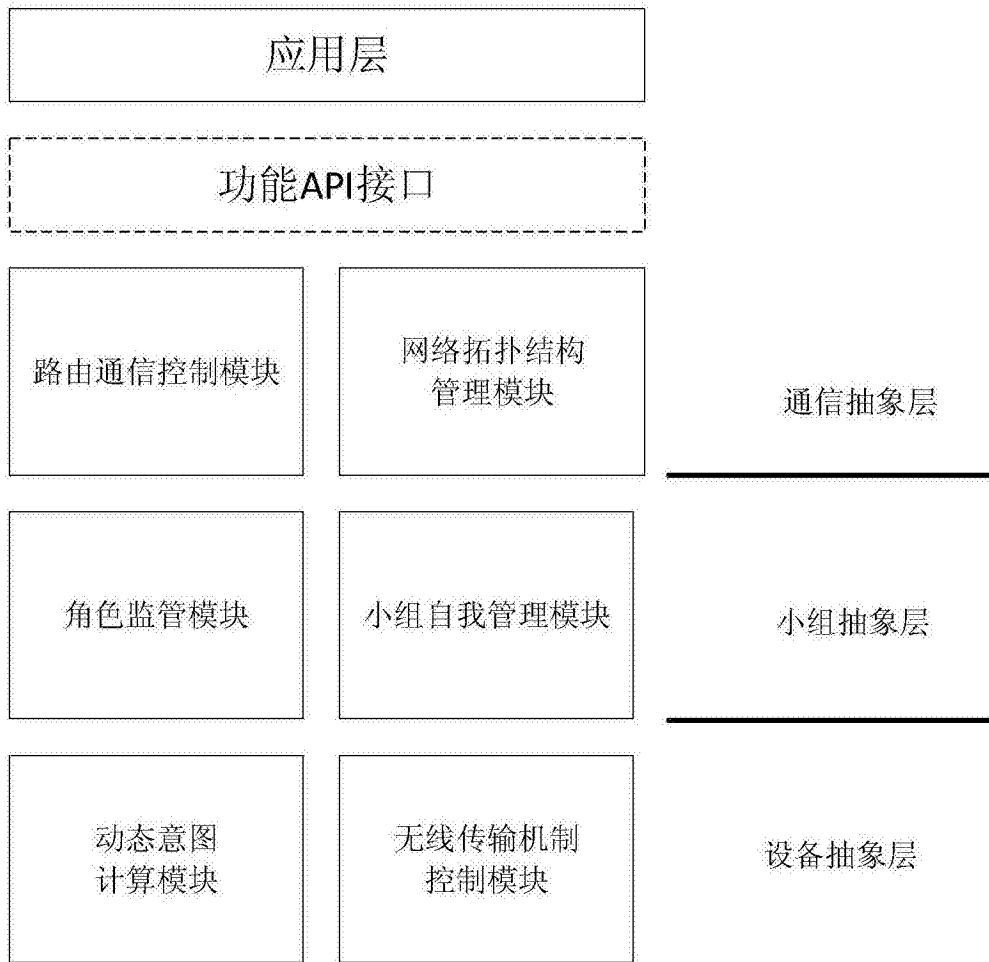 应用层
功能API接口
路由通信控制模块
网络拓扑结构
管理模块
通信抽象层
角色监管模块
小组自我管理模块
小组抽象层
动态意图
计算模块
无线传输机制
控制模块
设备抽象层